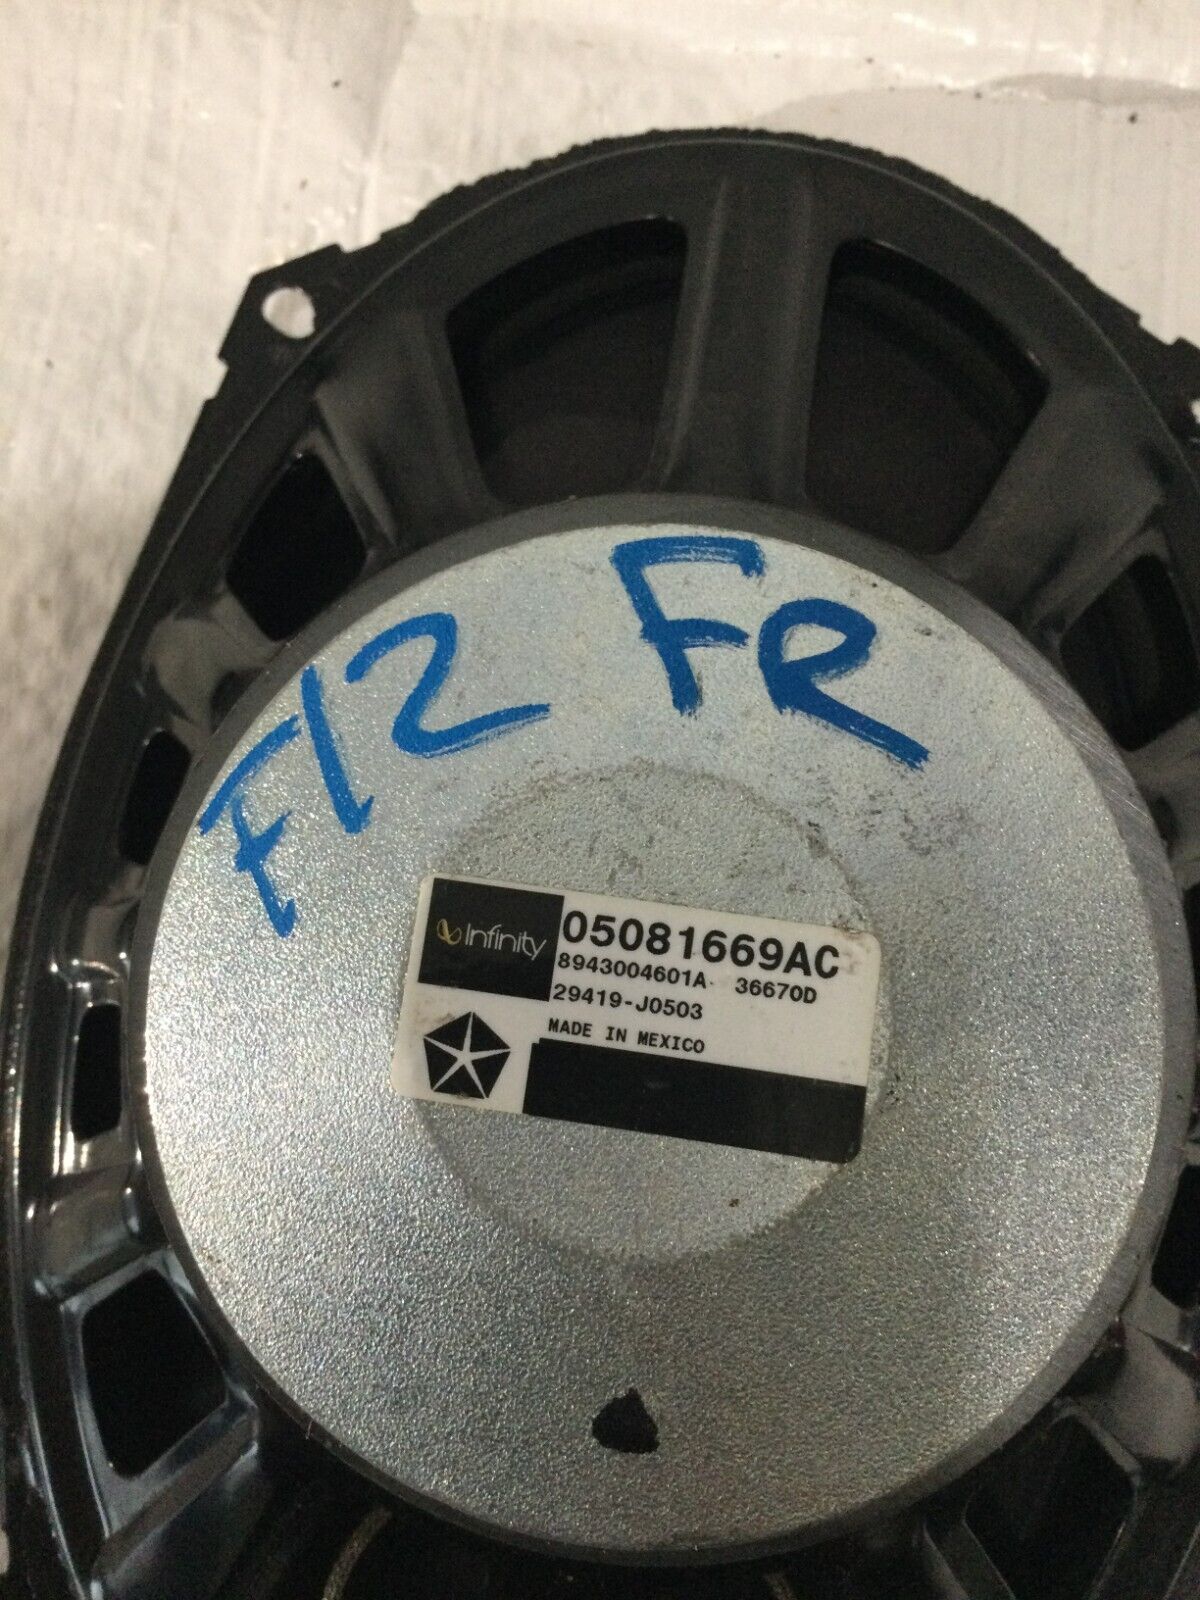 F12 FR
Infinity
05081669AC
8943004601A 36670D
29419-J0503
MADE IN MEXICO